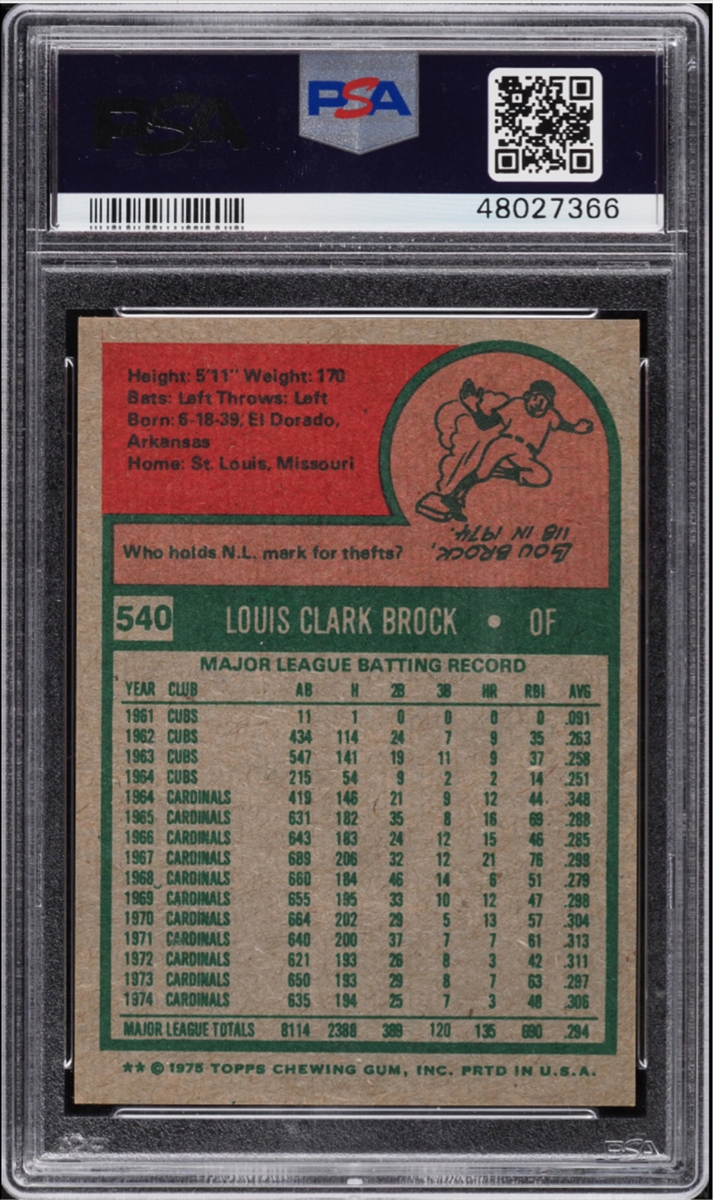 PSA
PSA
48027366
Height: 5'11" Weight: 170
Bats: Left Throws: Left
Born: 6-18-39, El Dorado,
Arkansas
Home: St. Louis, Missouri
Who holds N.L. mark for thefts?
LOU BROCK,
118 IN 1974.
540 LOUIS CLARK BROCK • OF
MAJOR LEAGUE BATTING RECORD
YEAR CLUB AB H 2B 3B HR RBI AVG
1961 CUBS 11 1 0 0 0 0 .091
1962 CUBS 434 114 24 7 9 35 .263
1963 CUBS 547 141 19 11 9 37 .258
1964 CUBS 215 54 9 2 2 14 .251
1964 CARDINALS 419 146 21 9 12 44 .348
1965 CARDINALS 631 182 35 8 16 69 .288
1966 CARDINALS 643 183 24 12 15 46 .285
1967 CARDINALS 689 206 32 12 21 76 .299
1968 CARDINALS 660 184 46 14 6 51 .279
1969 CARDINALS 655 195 33 10 12 47 .298
1970 CARDINALS 664 202 29 5 13 57 .304
1971 CARDINALS 640 200 37 7 7 61 .313
1972 CARDINALS 621 193 26 8 3 42 .311
1973 CARDINALS 650 193 29 8 7 63 .297
1974 CARDINALS 635 194 25 7 3 48 .306
MAJOR LEAGUE TOTALS 8114 2388 389 120 135 690 .294
** © 1975 TOPPS CHEWING GUM, INC. PRTD IN U.S.A.
PSA